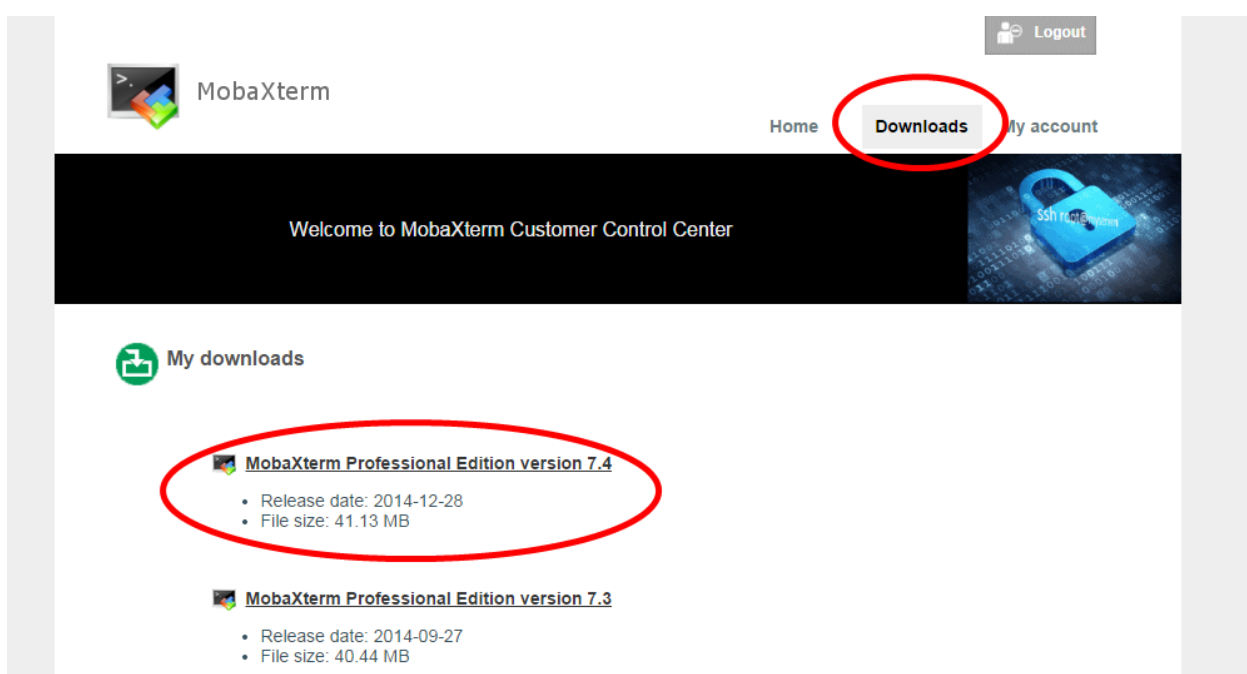 Logout
>.
MobaXterm
Home
Downloads
My account
Welcome to MobaXterm Customer Control Center
ssh root@
My downloads
MobaXterm Professional Edition version 7.4
• Release date: 2014-12-28
• File size: 41.13 MB
MobaXterm Professional Edition version 7.3
• Release date: 2014-09-27
• File size: 40.44 MB